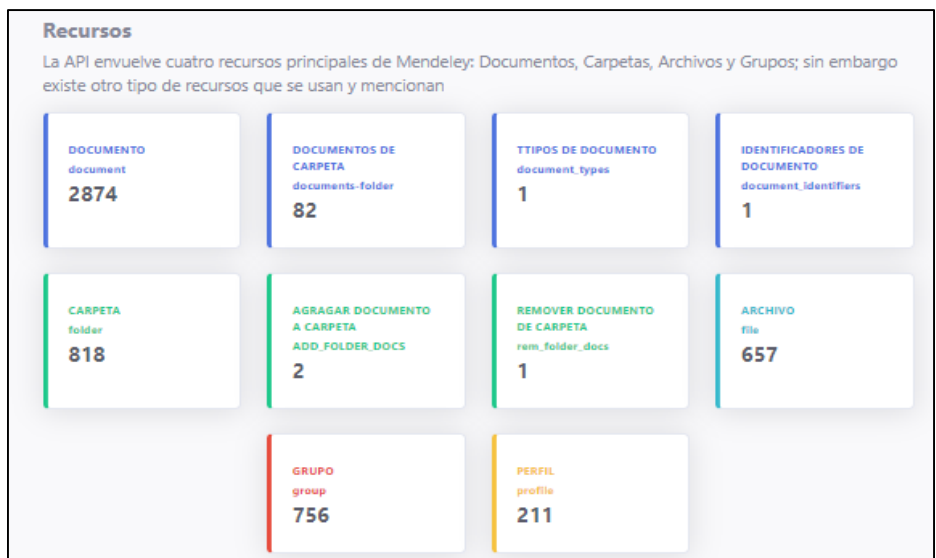 Recursos
La API envuelve cuatro recursos principales de Mendeley: Documentos, Carpetas, Archivos y Grupos; sin embargo
existe otro tipo de recursos que se usan y mencionan
DOCUMENTO
document
2874
DOCUMENTOS DE
CARPETA
documents-folder
82
TTIPOS DE DOCUMENTO
document_types
1
IDENTIFICADORES DE
DOCUMENTO
document_identifiers
1
CARPETA
folder
818
AGRAGAR DOCUMENTO
A CARPETA
ADD_FOLDER_DOCS
2
REMOVER DOCUMENTO
DE CARPETA
rem_folder_docs
1
ARCHIVO
file
657
GRUPO
group
756
PERFIL
profile
211